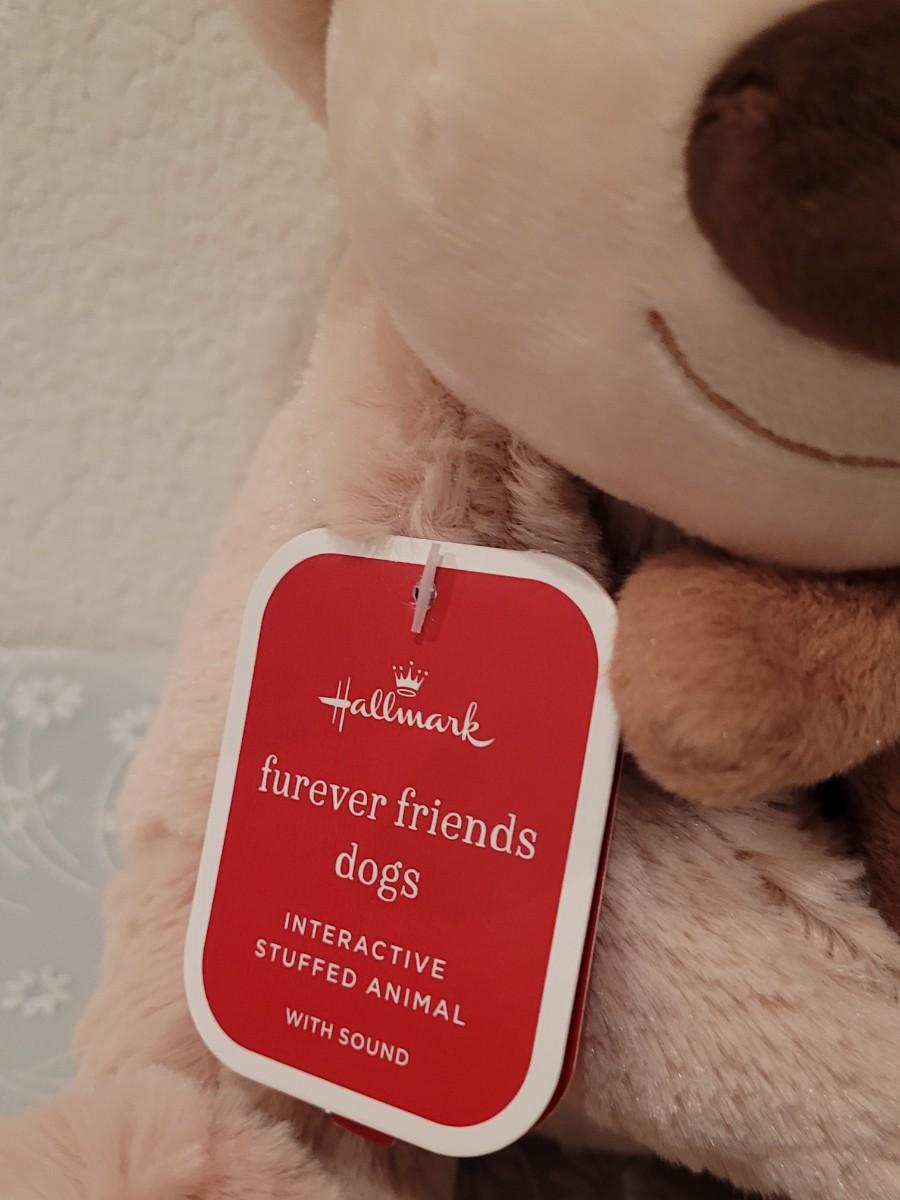 Hallmark
furever friends
dogs
INTERACTIVE
STUFFED ANIMAL
WITH SOUND